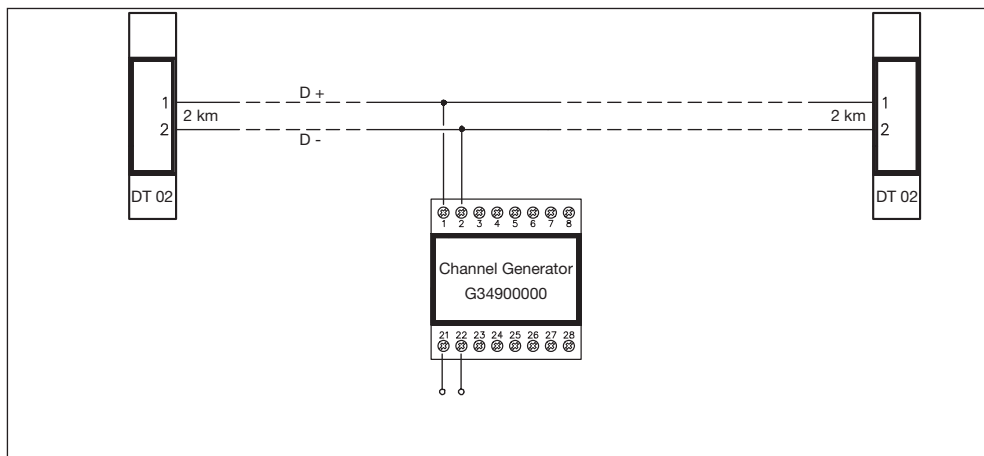 D +
1
1
2 km
2 km
2
2
D -
DT 02
DT 02
1 2 3 4 5 6 7 8
Channel Generator
G34900000
21 22 23 24 25 26 27 28